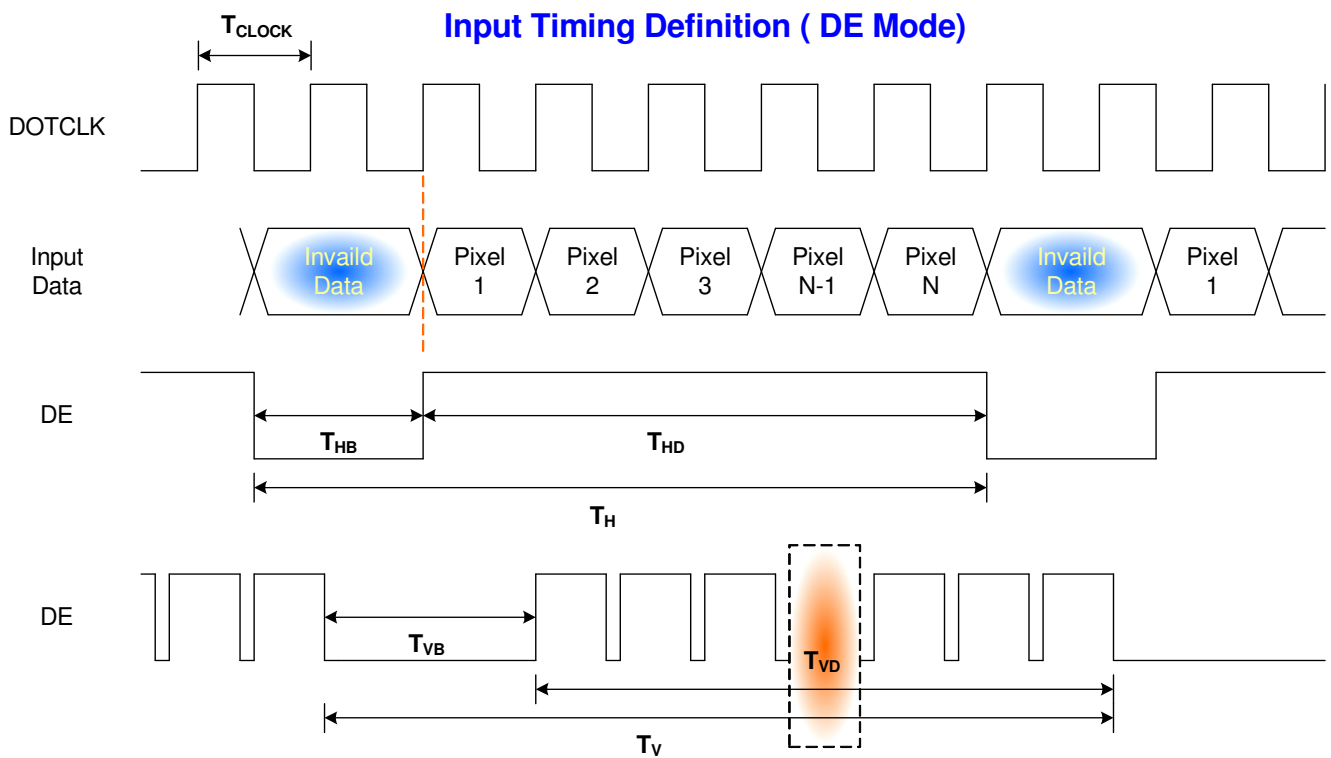 Input Timing Definition ( DE Mode)
TCLOCK
DOTCLK
Input
Data
Invaild
Data
Pixel
1
Pixel
2
Pixel
3
Pixel
N-1
Pixel
N
Invaild
Data
Pixel
1
DE
THB
THD
TH
DE
TVB
TVD
TV